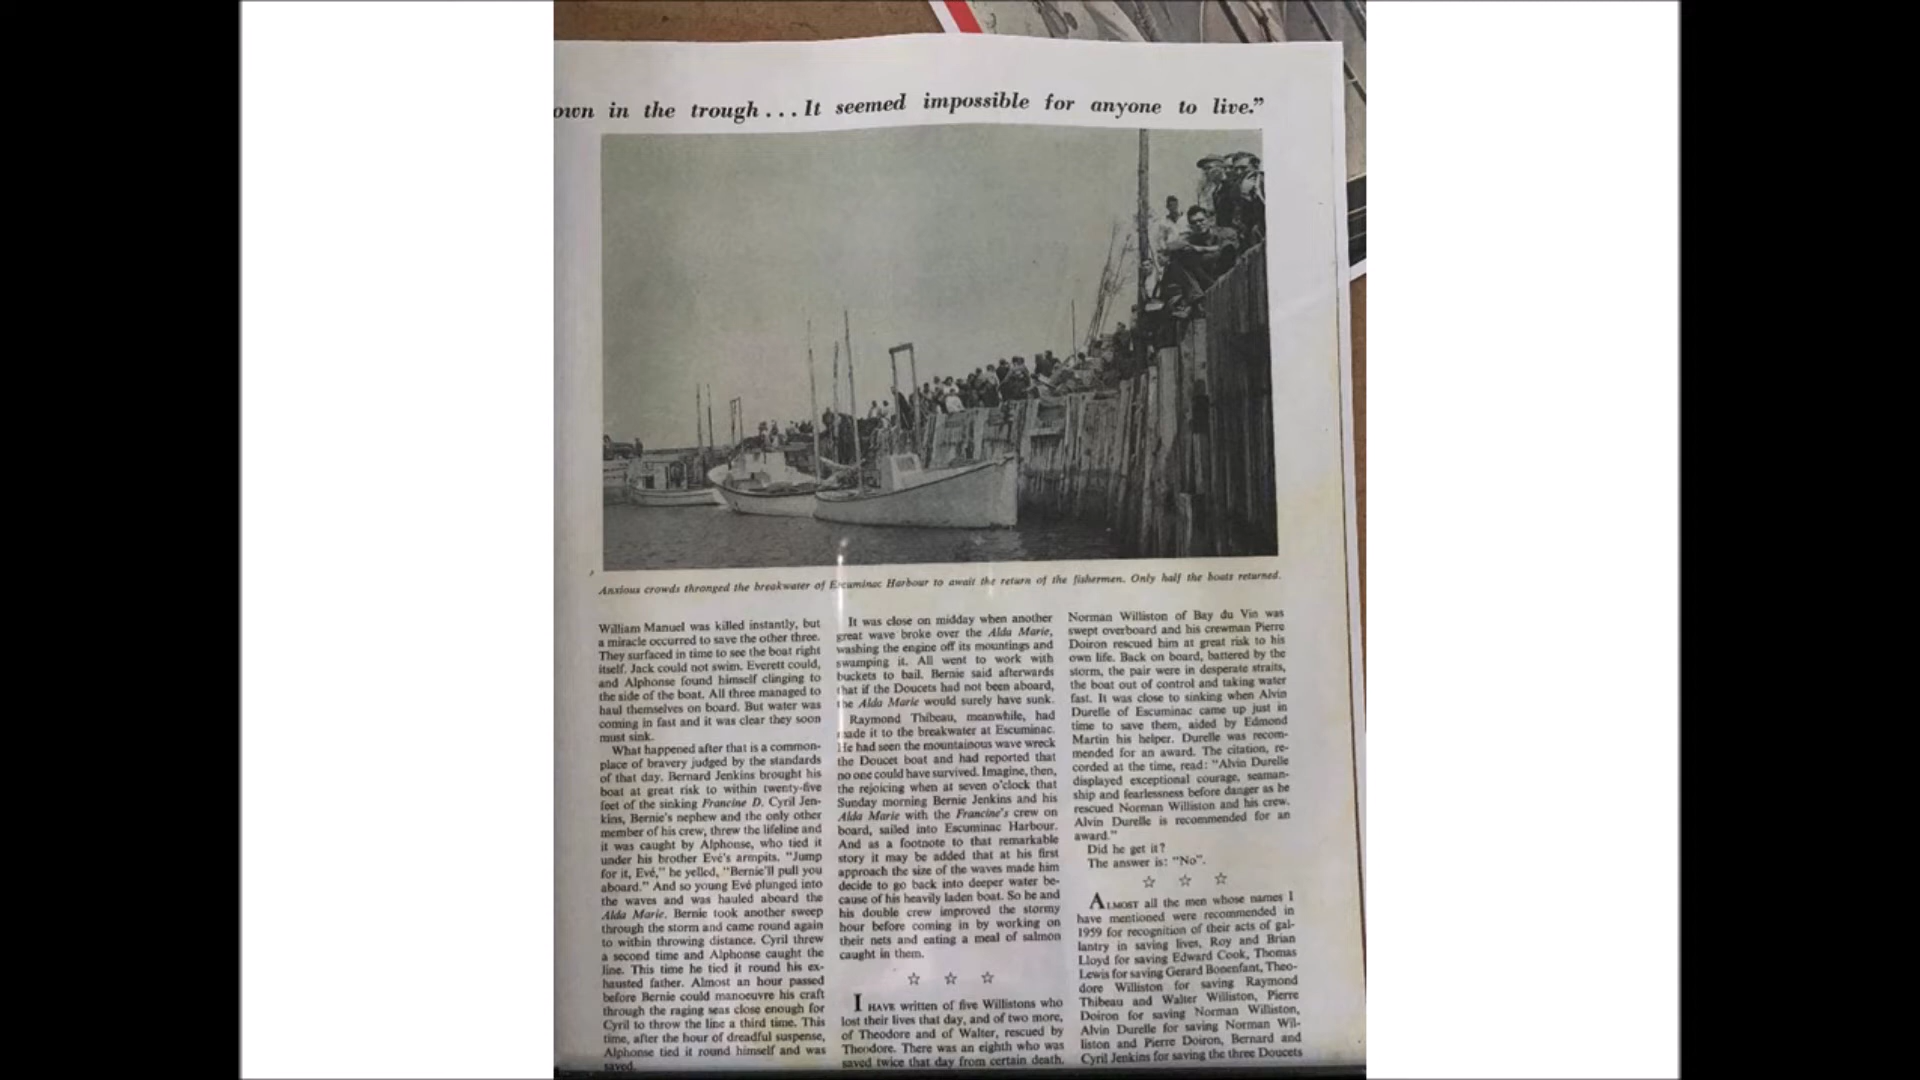 own in the trough . . . It seemed impossible for anyone to live.”
Anxious crowds thronged the breakwater of Escuminac Harbour to await the return of the fishermen. Only half the boats returned.
William Manuel was killed instantly, but
a miracle occurred to save the other three.
They surfaced in time to see the boat right
itself. Jack could not swim. Everett could,
and Alphonse found himself clinging to
the side of the boat. All three managed to
haul themselves on board. But water was
coming in fast and it was clear they soon
must sink.
What happened after that is a common-
place of bravery judged by the standards
of that day. Bernard Jenkins brought his
boat at great risk to within twenty-five
feet of the sinking Francine D. Cyril Jen-
kins, Bernie's nephew and the only other
member of his crew, threw the lifeline and
it was caught by Alphonse, who tied it
under his brother Evé's armpits. “Jump
for it, Evé,” he yelled, “Bernie'll pull you
aboard.” And so young Evé plunged into
the waves and was hauled aboard the
Alda Marie. Bernie took another sweep
through the storm and came round again
to within throwing distance. Cyril threw
a second time and Alphonse caught the
line. This time he tied it round his ex-
hausted father. Almost an hour passed
before Bernie could manoeuvre his craft
through the raging seas close enough for
Cyril to throw the line a third time. This
time, after the hour of dreadful suspense,
Alphonse tied it round himself and was
saved.
It was close on midday when another
great wave broke over the Alda Marie,
washing the engine off its mountings and
swamping it. All went to work with
buckets to bail. Bernie said afterwards
that if the Doucets had not been aboard,
the Alda Marie would surely have sunk.
Raymond Thibeau, meanwhile, had
made it to the breakwater at Escuminac.
He had seen the mountainous wave wreck
the Doucet boat and had reported that
no one could have survived. Imagine, then,
the rejoicing when at seven o'clock that
Sunday morning Bernie Jenkins and his
Alda Marie with the Francine's crew on
board, sailed into Escuminac Harbour.
And as a footnote to that remarkable
story it may be added that at his first
approach the size of the waves made him
decide to go back into deeper water be-
cause of his heavily laden boat. So he and
his double crew improved the stormy
hour before coming in by working on
their nets and eating a meal of salmon
caught in them.
☆ ☆ ☆
I HAVE written of five Willistons who
lost their lives that day, and of two more,
of Theodore and of Walter, rescued by
Theodore. There was an eighth who was
saved twice that day from certain death.
Norman Williston of Bay du Vin was
swept overboard and his crewman Pierre
Doiron rescued him at great risk to his
own life. Back on board, battered by the
storm, the pair were in desperate straits,
the boat out of control and taking water
fast. It was close to sinking when Alvin
Durelle of Escuminac came up just in
time to save them, aided by Edmond
Martin his helper. Durelle was recom-
mended for an award. The citation, re-
corded at the time, read: “Alvin Durelle
displayed exceptional courage, seaman-
ship and fearlessness before danger as he
rescued Norman Williston and his crew.
Alvin Durelle is recommended for an
award.”
Did he get it?
The answer is: “No”.
☆ ☆ ☆
ALMOST all the men whose names I
have mentioned were recommended in
1959 for recognition of their acts of gal-
lantry in saving lives, Roy and Brian
Lloyd for saving Edward Cook, Thomas
Lewis for saving Gerard Bonenfant, Theo-
dore Williston for saving Raymond
Thibeau and Walter Williston, Pierre
Doiron for saving Norman Williston,
Alvin Durelle for saving Norman Wil-
liston and Pierre Doiron, Bernard and
Cyril Jenkins for saving the three Doucets